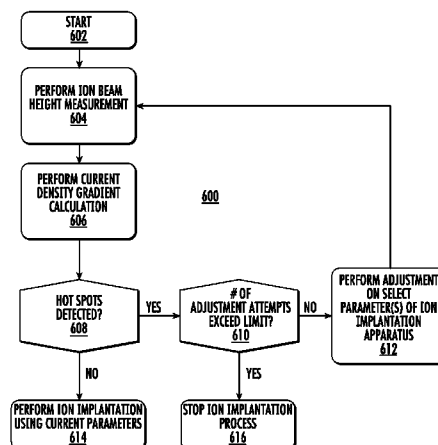 START
602
PERFORM ION BEAM
HEIGHT MEASUREMENT
604
PERFORM CURRENT
DENSITY GRADIENT
CALCULATION
606
600
HOT SPOTS
DETECTED?
608
YES
# OF
ADJUSTMENT ATTEMPTS
EXCEED LIMIT?
610
NO
PERFORM ADJUSTMENT
ON SELECT
PARAMETER(S) OF ION
IMPLANTATION
APPARATUS
612
NO
YES
PERFORM ION IMPLANTATION
USING CURRENT PARAMETERS
614
STOP ION IMPLANTATION
PROCESS
616